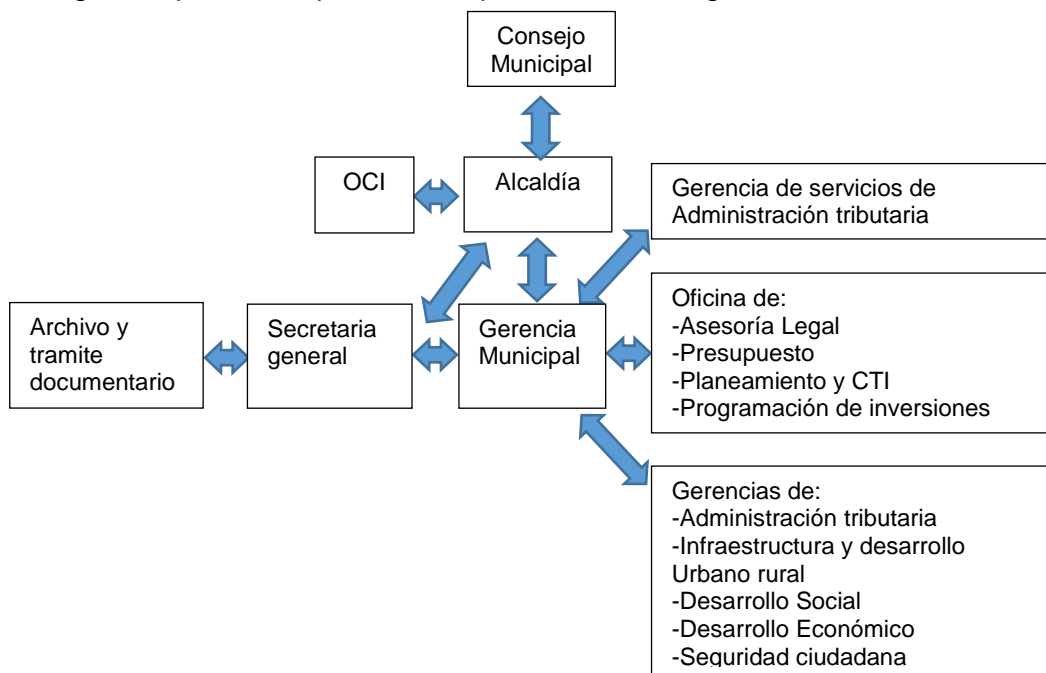 Consejo
Municipal
OCI
Alcaldía
Gerencia de servicios de
Administración tributaria
Archivo y
tramite
documentario
Secretaria
general
Gerencia
Municipal
Oficina de:
-Asesoría Legal
-Presupuesto
-Planeamiento y CTI
-Programación de inversiones
Gerencias de:
-Administración tributaria
-Infraestructura y desarrollo
Urbano rural
-Desarrollo Social
-Desarrollo Económico
-Seguridad ciudadana